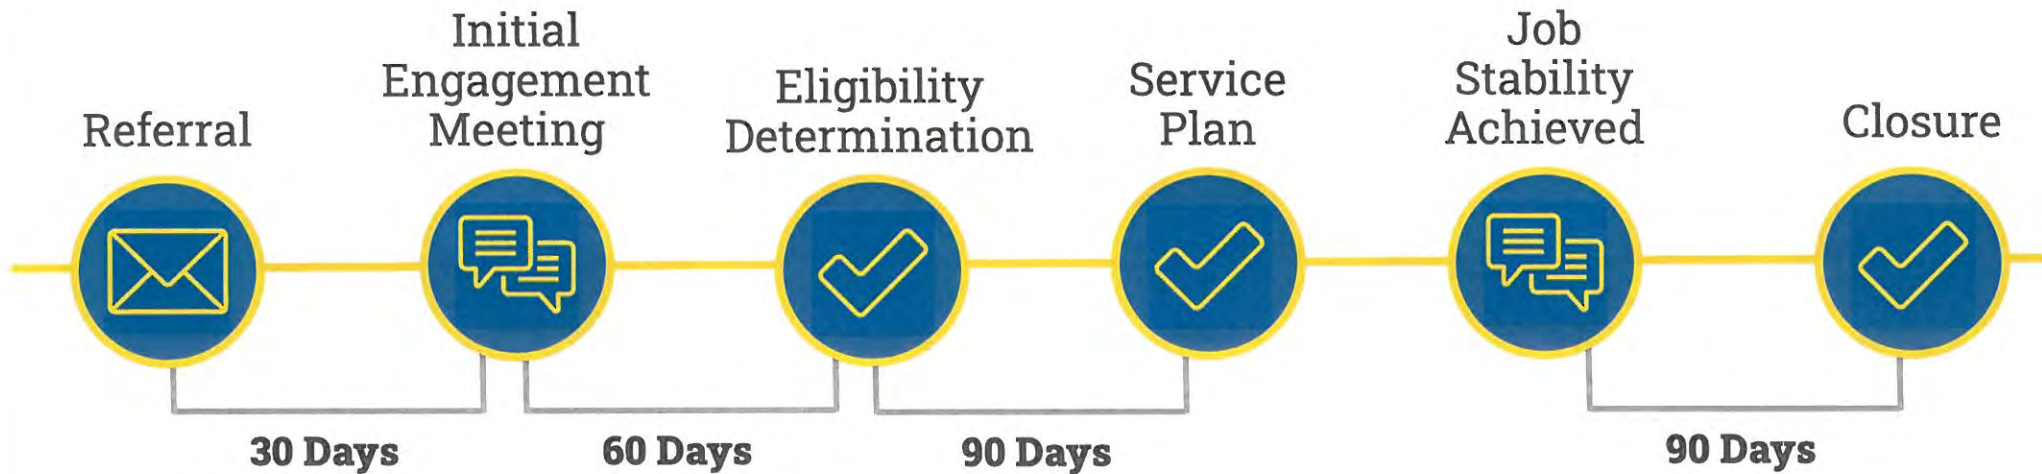 Referral
Initial
Engagement
Meeting
Eligibility
Determination
Service
Plan
Job
Stability
Achieved
Closure
30 Days
60 Days
90 Days
90 Days